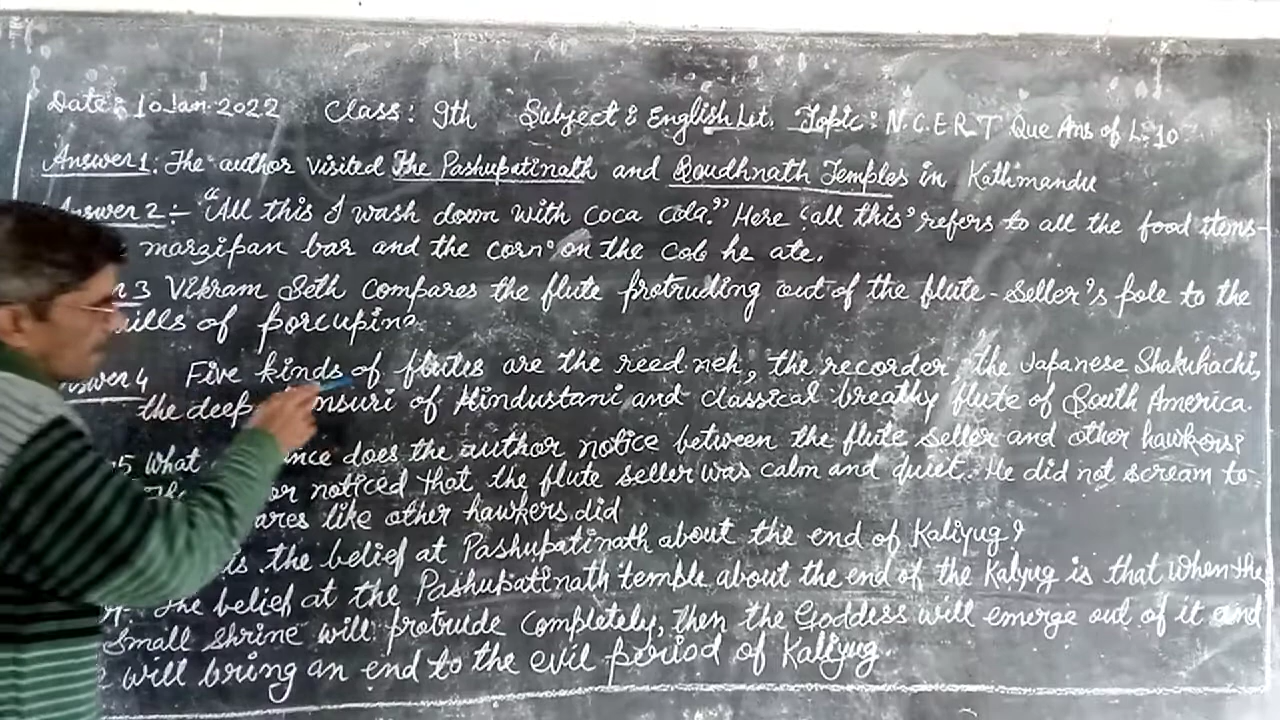 Date: 10 Jan. 2022 Class: 9th Subject: English Lit. Topic: N.C.E.R.T Que Ans of L.10
Answer 1: The author visited The Pashupatinath and Boudhnath Temples in Kathmandu
Answer 2:- "All this I wash down with coca cola." Here 'all this' refers to all the food items-
marzipan bar and the corn on the cob he ate.
3 Vikram Seth compares the flute protruding out of the flute-seller's pole to the
of porcupine.
4 Five kinds of flutes are the reed neh, the recorder, the Japanese Shakuhachi,
the deep of Hindustani and classical breathy flute of South America.
5 What does the author notice between the flute seller and other hawkers?
noticed that the flute seller was calm and quiet. He did not scream to
like other hawkers did
is the belief at Pashupatinath about the end of Kaliyug?
The belief at the Pashupatinath temple about the end of the Kalyug is that when the
small shrine will protrude completely, then the Goddess will emerge out of it and
will bring an end to the evil period of Kaliyug.